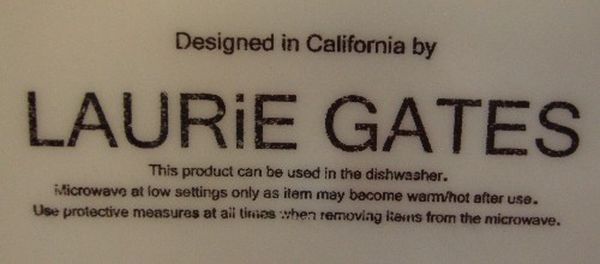 Designed in California by
LAURiE GATES
This product can be used in the dishwasher.
Microwave at low settings only as item may become warm/hot after use.
Use protective measures at all times when removing items from the microwave.